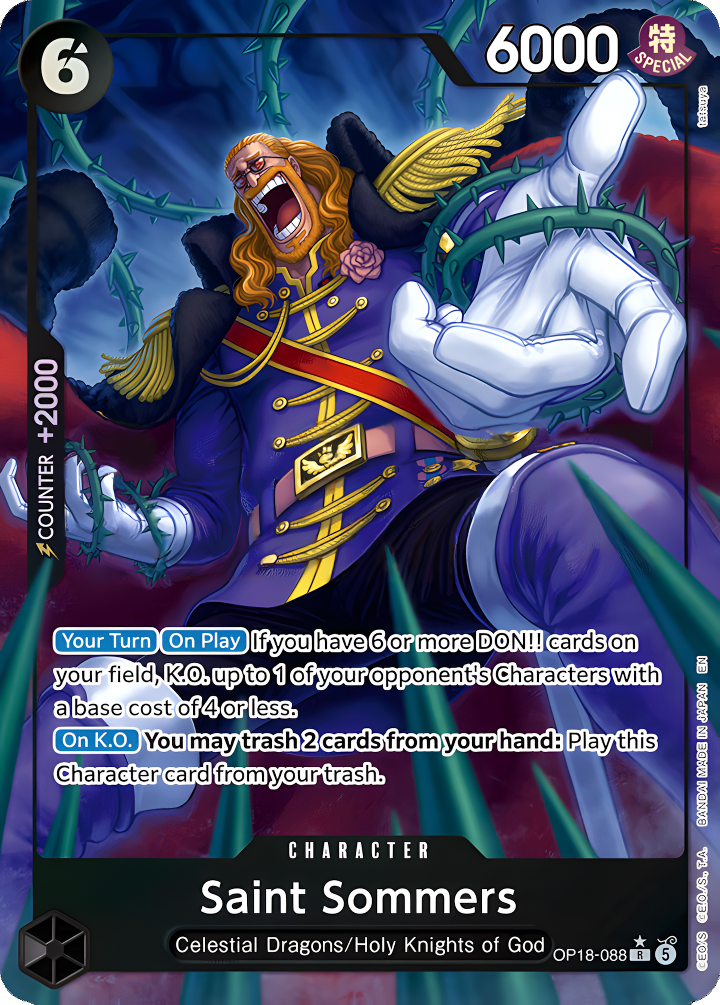 6
6000
特
SPECIAL
tatsuya
COUNTER +2000
Your Turn On Play If you have 6 or more DON!! cards on
your field, K.O. up to 1 of your opponent's Characters with
a base cost of 4 or less.
On K.O. You may trash 2 cards from your hand: Play this
Character card from your trash.
CHARACTER
Saint Sommers
Celestial Dragons/Holy Knights of God
OP18-088 R 5
©E.O/S ©E.O./S., T.A. BANDAI MADE IN JAPAN EN